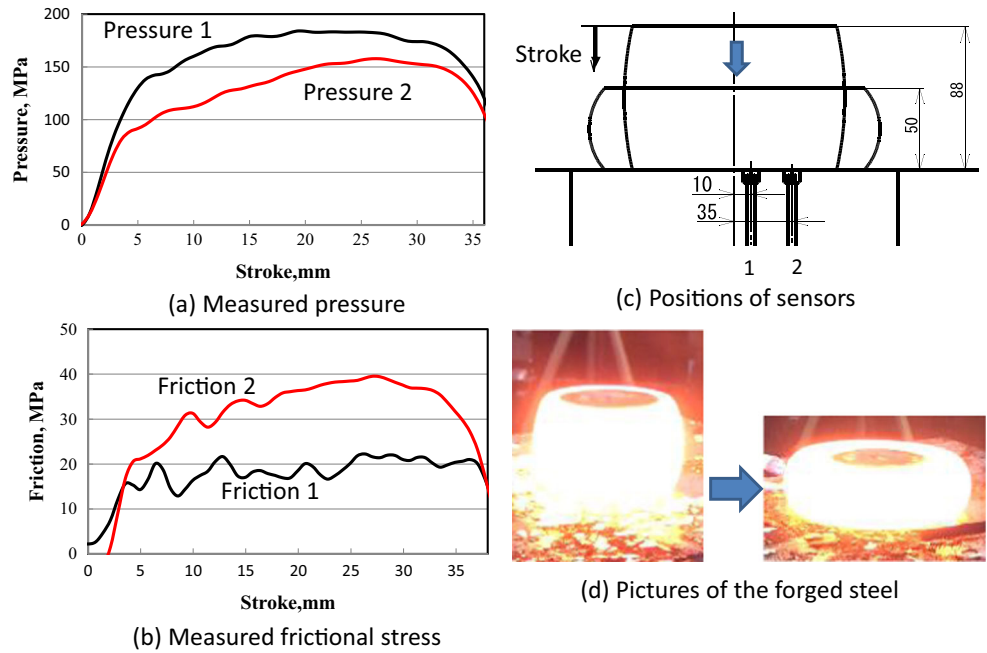 200
150
100
50
0
Pressure, MPa
Pressure 1
Pressure 2
0 5 10 15 20 25 30 35
Stroke,mm
(a) Measured pressure
Stroke
88
50
10
35
1 2
(c) Positions of sensors
50
40
30
20
10
0
Friction, MPa
Friction 2
Friction 1
0 5 10 15 20 25 30 35
Stroke,mm
(b) Measured frictional stress
(d) Pictures of the forged steel